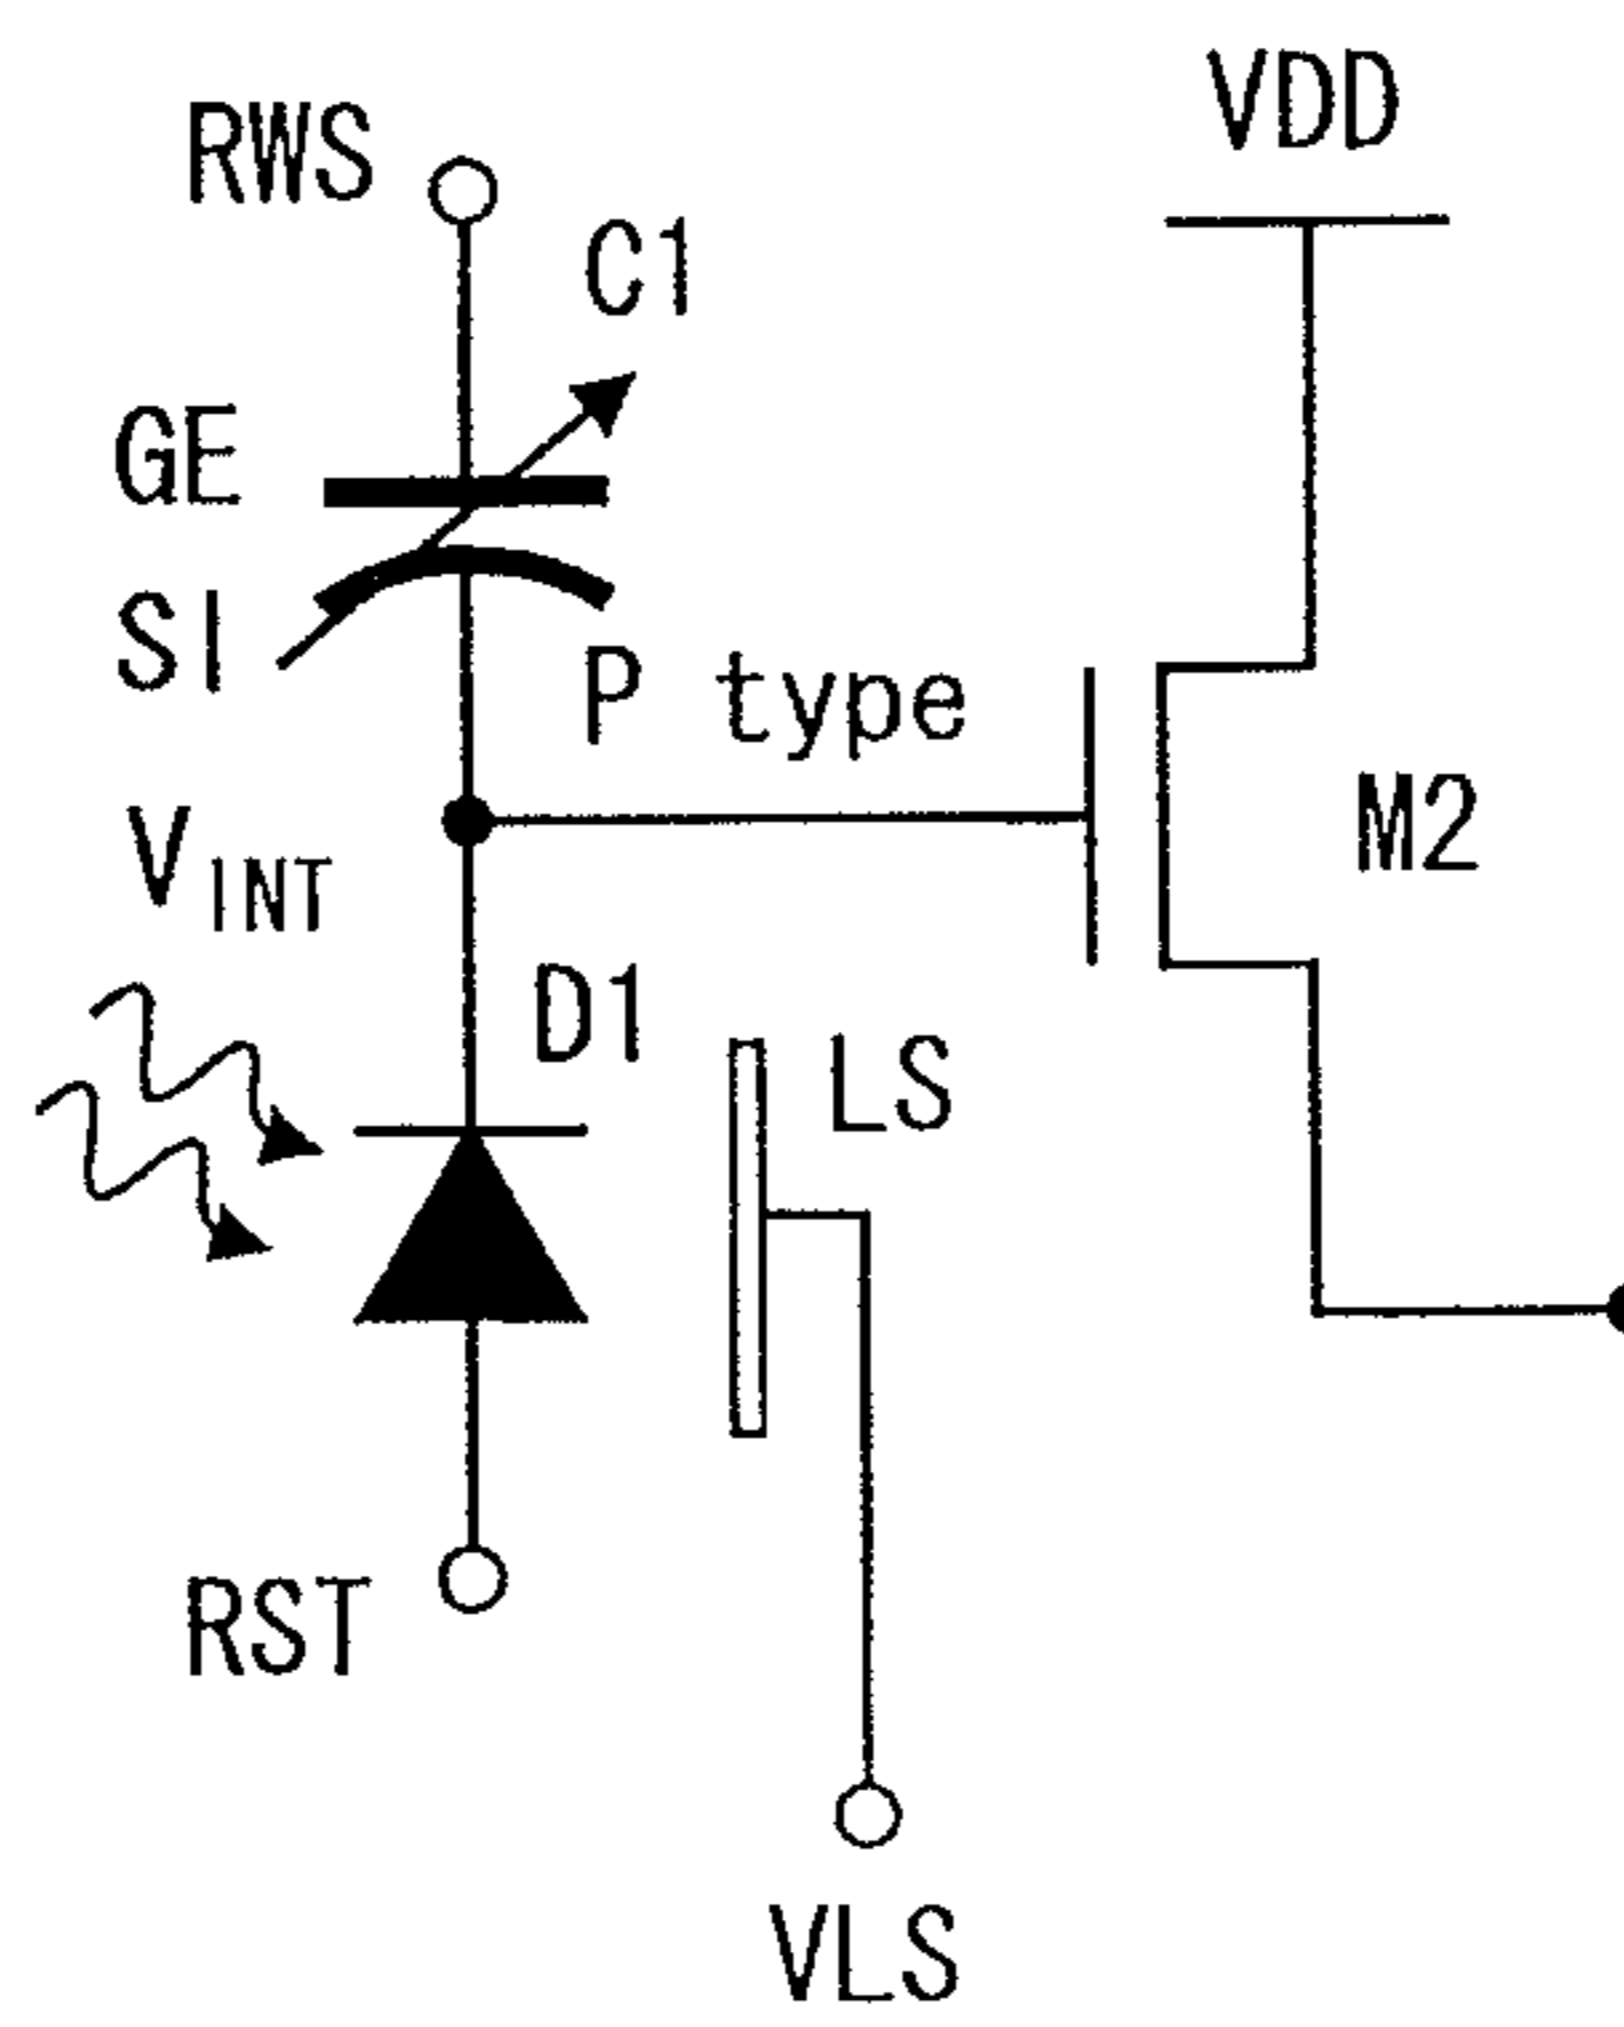 RWS
VDD
C1
GE
SI
P type
M2
VINT
D1
LS
RST
VLS